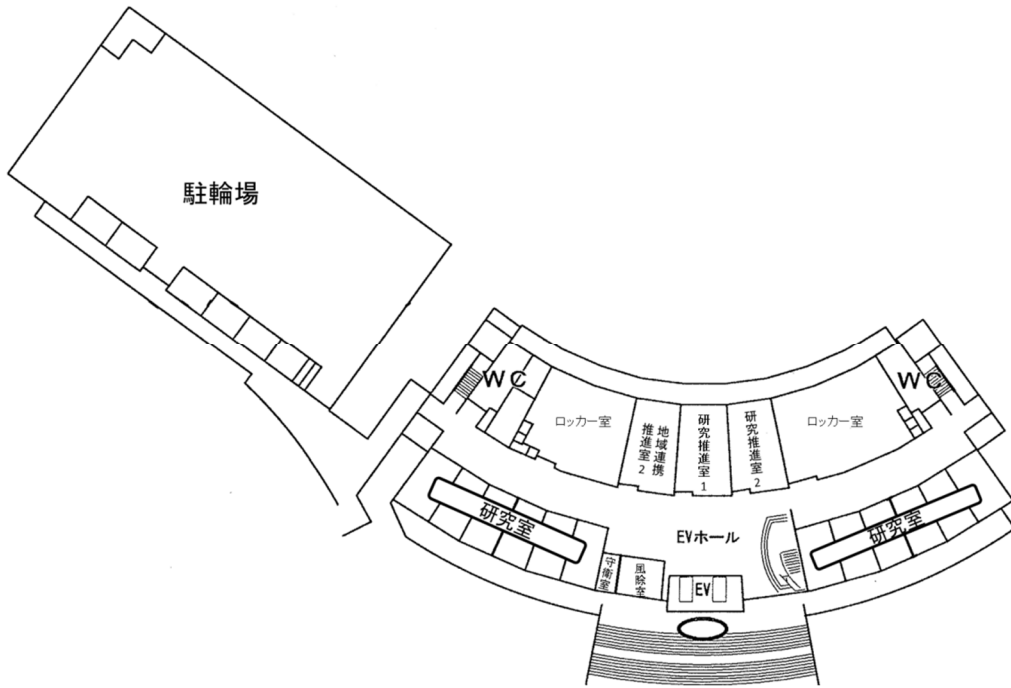 駐輪場
WC
WC
ロッカー室
地域連携
推進室2
研究推進室1
研究推進室2
ロッカー室
研究室
研究室
EVホール
守衛室
風除室
EV